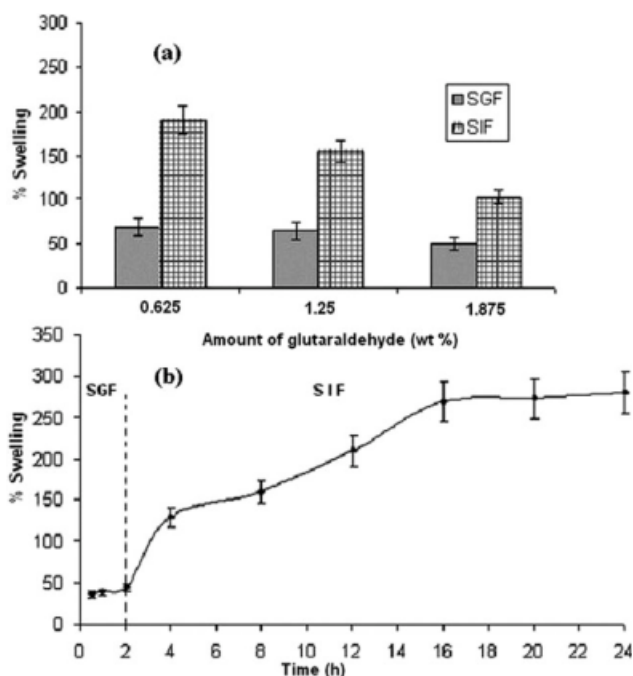 300
(a)
250
200
150
100
50
0
% Swelling
SGF
SIF
0.625 1.25 1.875
Amount of glutaraldehyde (wt %)
350
300
250
200
150
100
50
0
% Swelling
SGF
(b)
SIF
0 2 4 6 8 10 12 14 16 18 20 22 24
Time (h)